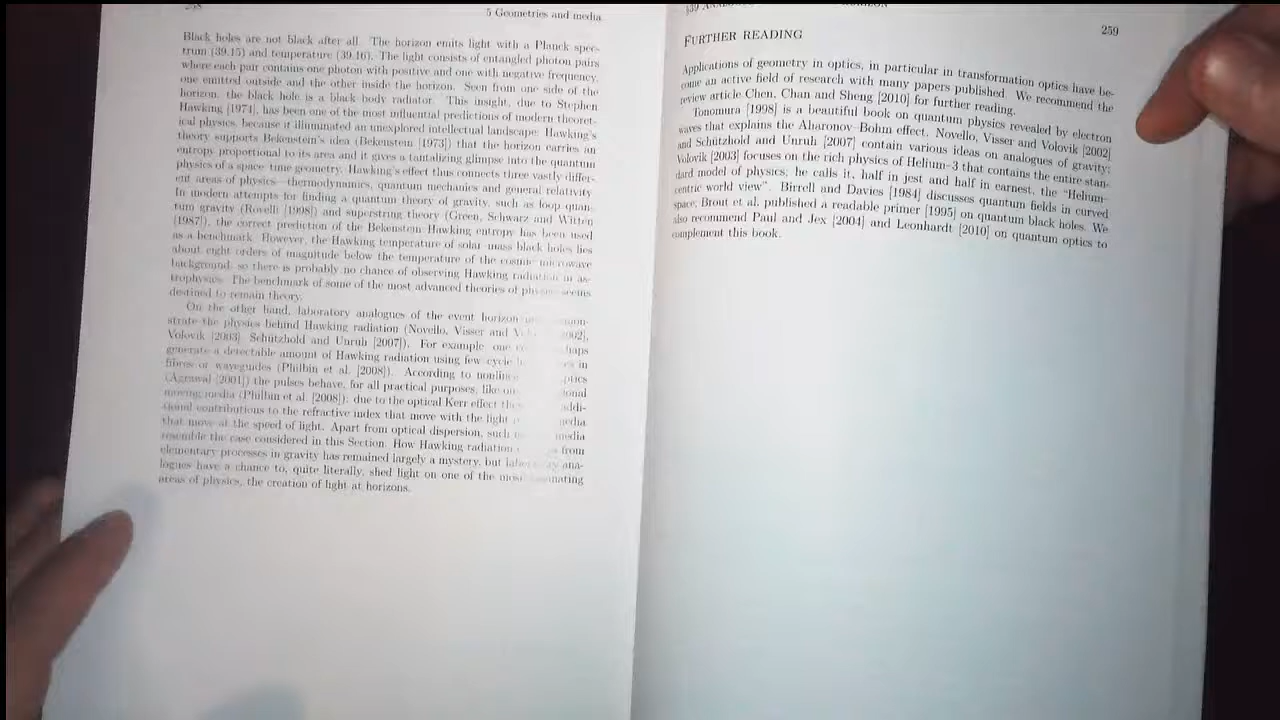 258
5 Geometries and media
Black holes are not black after all. The horizon emits light with a Planck spec-
trum (39.15) and temperature (39.16). The light consists of entangled photon pairs
where each pair contains one photon with positive and one with negative frequency,
one emitted outside and the other inside the horizon. Seen from one side of the
horizon, the black hole is a black-body radiator. This insight, due to Stephen
Hawking [1974], has been one of the most influential predictions of modern theoret-
ical physics, because it illuminated an unexplored intellectual landscape: Hawking's
theory supports Bekenstein's idea (Bekenstein [1973]) that the horizon carries an
entropy proportional to its area and it gives a tantalizing glimpse into the quantum
physics of a space-time geometry. Hawking's effect thus connects three vastly differ-
ent areas of physics—thermodynamics, quantum mechanics and general relativity
In modern attempts for finding a quantum theory of gravity, such as loop quan-
tum gravity (Rovelli [1998]) and superstring theory (Green, Schwarz and Witten
[1987]), the correct prediction of the Bekenstein-Hawking entropy has been used
as a benchmark. However, the Hawking temperature of solar-mass black holes lies
about eight orders of magnitude below the temperature of the cosmic microwave
background, so there is probably no chance of observing Hawking radiation in as-
trophysics. The benchmark of some of the most advanced theories of physics seems
destined to remain theory.
On the other hand, laboratory analogues of the event horizon
strate the physics behind Hawking radiation (Novello, Visser and
Volovik [2003] Schützhold and Unruh [2007]). For example one
generate a detectable amount of Hawking radiation using few cycle in
fibres or waveguides (Philbin et al. [2008]). According to
(Agrawal [2001]) the pulses behave, for all practical purposes, like
moving media (Philbin et al. [2008]). due to the optical Kerr effect addi-
tional contributions to the refractive index that move with the light media
that move at the speed of light. Apart from optical dispersion, such media
resemble the case considered in this Section. How Hawking radiation from
elementary processes in gravity has remained largely a mystery, but laboratory ana-
logues have a chance to, quite literally, shed light on one of the most
areas of physics, the creation of light at horizons.
259
FURTHER READING
Applications of geometry in optics, in particular in transformation optics have be-
come an active field of research with many papers published. We recommend the
review article Chen, Chan and Sheng [2010] for further reading.
Tonomura [1998] is a beautiful book on quantum physics revealed by electron
waves that explains the Aharonov–Bohm effect. Novello, Visser and Volovik [2002]
and Schützhold and Unruh [2007] contain various ideas on analogues of gravity;
Volovik [2003] focuses on the rich physics of Helium-3 that contains the entire stan-
dard model of physics; he calls it, half in jest and half in earnest, the "Helium-
centric world view". Birrell and Davies [1984] discusses quantum fields in curved
space; Brout et al. published a readable primer [1995] on quantum black holes. We
also recommend Paul and Jex [2004] and Leonhardt [2010] on quantum optics to
complement this book.